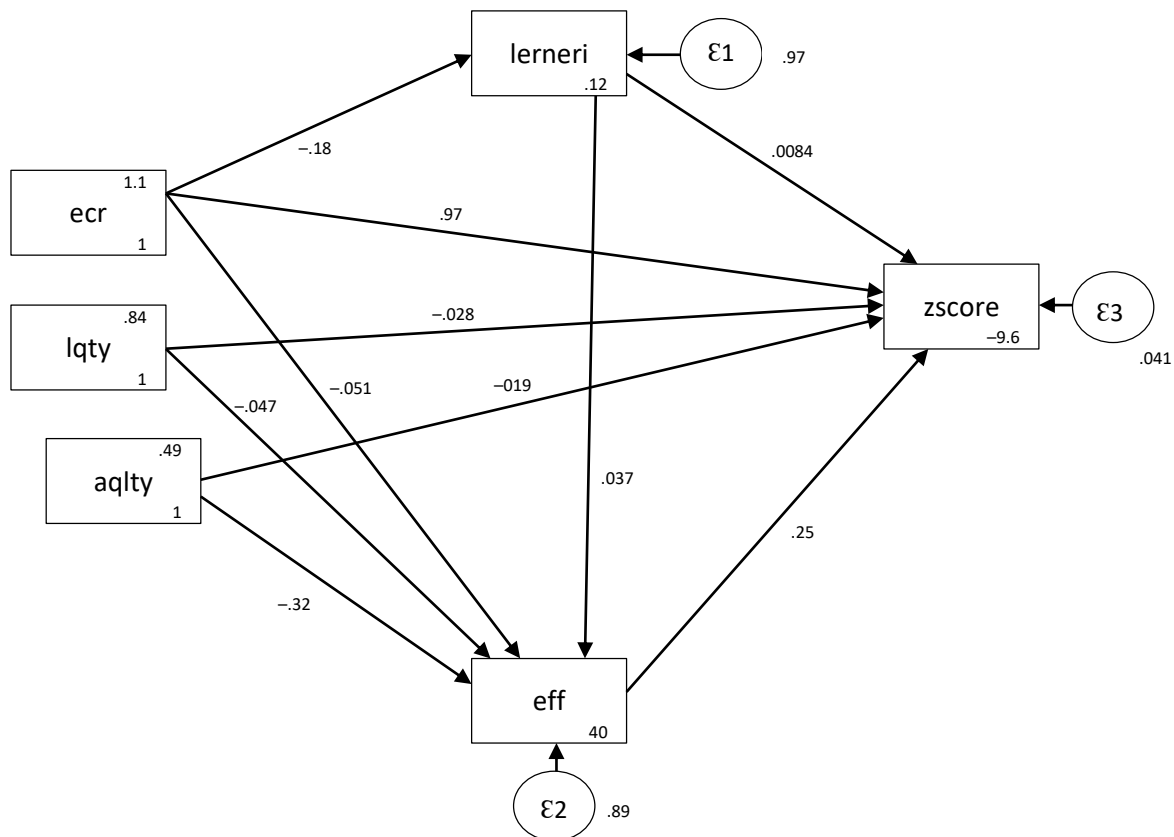 lerneri
.12
ε1
.97
–.18
.0084
1.1
ecr
1
.97
.84
lqty
1
–.028
zscore
–9.6
ε3
.041
–.047
–.051
–019
.49
aqlty
1
.037
.25
–.32
eff
40
ε2
.89